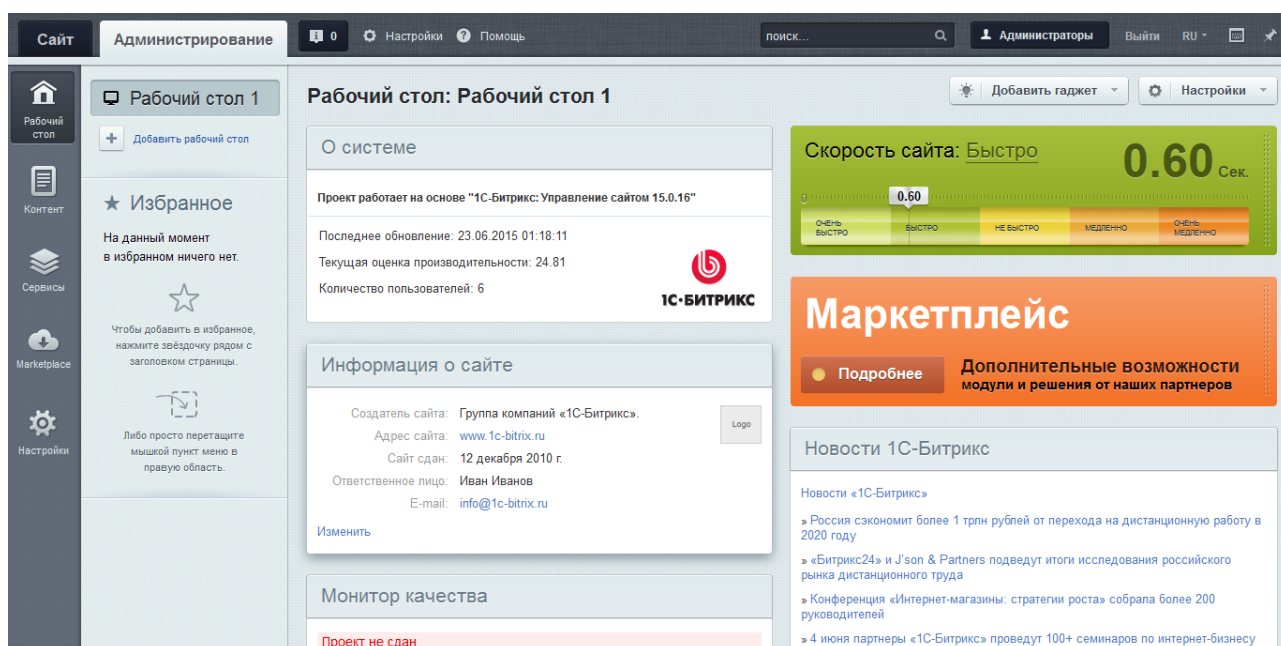 Сайт
Администрирование
0
Настройки
Помощь
поиск...
Администраторы
Выйти
RU
Рабочий
стол
Контент
Сервисы
Marketplace
Настройки
Рабочий стол 1
Добавить рабочий стол
Избранное
На данный момент
в избранном ничего нет.
Чтобы добавить в избранное,
нажмите звёздочку рядом с
заголовком страницы.
Либо просто перетащите
мышкой пункт меню в
правую область.
Рабочий стол: Рабочий стол 1
Добавить гаджет
Настройки
О системе
Проект работает на основе "1С-Битрикс: Управление сайтом 15.0.16"
Последнее обновление: 23.06.2015 01:18:11
Текущая оценка производительности: 24.81
Количество пользователей: 6
1С·БИТРИКС
Информация о сайте
Создатель сайта: Группа компаний «1С-Битрикс».
Адрес сайта: www.1c-bitrix.ru
Сайт сдан: 12 декабря 2010 г.
Ответственное лицо: Иван Иванов
E-mail: info@1c-bitrix.ru
Logo
Изменить
Монитор качества
Проект не сдан
Скорость сайта: Быстро
0.60 Сек.
0
0.60
ОЧЕНЬ
БЫСТРО
БЫСТРО
НЕ БЫСТРО
МЕДЛЕННО
ОЧЕНЬ
МЕДЛЕННО
Маркетплейс
Подробнее
Дополнительные возможности
модули и решения от наших партнеров
Новости 1С-Битрикс
Новости «1С-Битрикс»
» Россия сэкономит более 1 трлн рублей от перехода на дистанционную работу в
2020 году
» «Битрикс24» и J'son & Partners подведут итоги исследования российского
рынка дистанционного труда
» Конференция «Интернет-магазины: стратегии роста» собрала более 200
руководителей
» 4 июня партнеры «1С-Битрикс» проведут 100+ семинаров по интернет-бизнесу